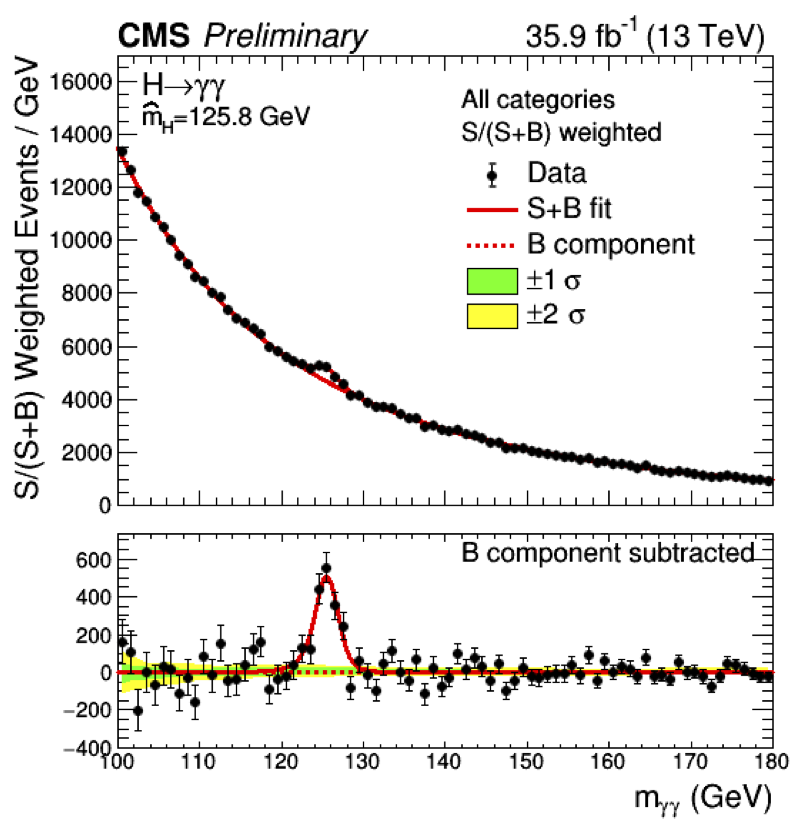 CMS Preliminary 35.9 fb⁻¹ (13 TeV)
S/(S+B) Weighted Events / GeV
H→γγ
m̂_H=125.8 GeV
All categories
S/(S+B) weighted
Data
S+B fit
B component
±1 σ
±2 σ
16000
14000
12000
10000
8000
6000
4000
2000
0
B component subtracted
600
400
200
0
−200
−400
100 110 120 130 140 150 160 170 180
m_γγ (GeV)